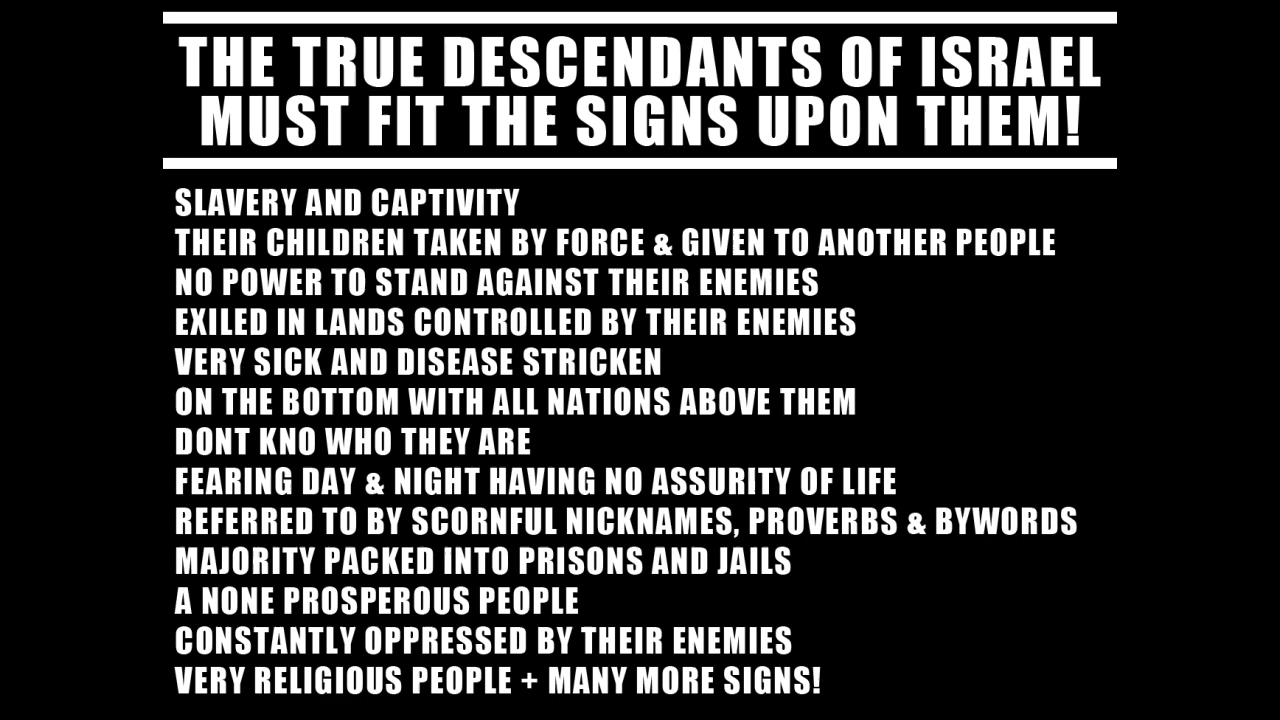 THE TRUE DESCENDANTS OF ISRAEL
MUST FIT THE SIGNS UPON THEM!
SLAVERY AND CAPTIVITY
THEIR CHILDREN TAKEN BY FORCE & GIVEN TO ANOTHER PEOPLE
NO POWER TO STAND AGAINST THEIR ENEMIES
EXILED IN LANDS CONTROLLED BY THEIR ENEMIES
VERY SICK AND DISEASE STRICKEN
ON THE BOTTOM WITH ALL NATIONS ABOVE THEM
DONT KNO WHO THEY ARE
FEARING DAY & NIGHT HAVING NO ASSURITY OF LIFE
REFERRED TO BY SCORNFUL NICKNAMES, PROVERBS & BYWORDS
MAJORITY PACKED INTO PRISONS AND JAILS
A NONE PROSPEROUS PEOPLE
CONSTANTLY OPPRESSED BY THEIR ENEMIES
VERY RELIGIOUS PEOPLE + MANY MORE SIGNS!